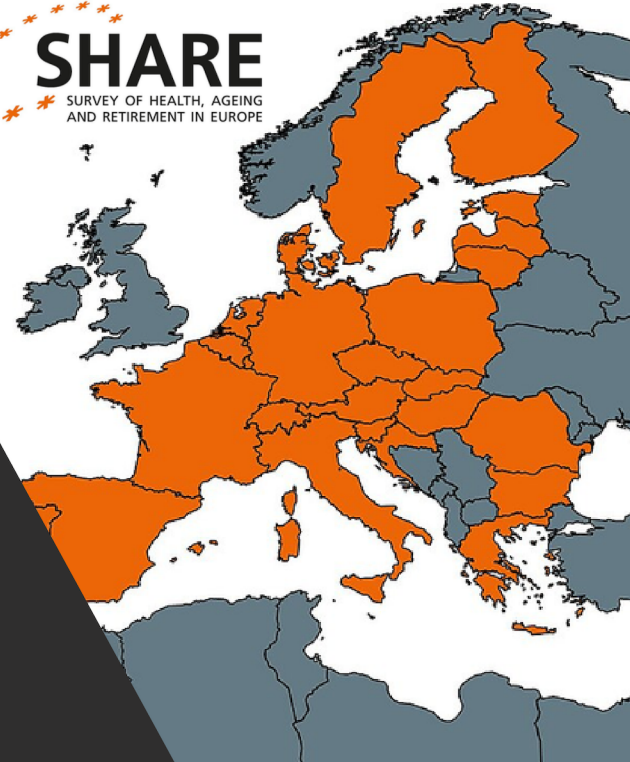 SHARE
SURVEY OF HEALTH, AGEING
AND RETIREMENT IN EUROPE